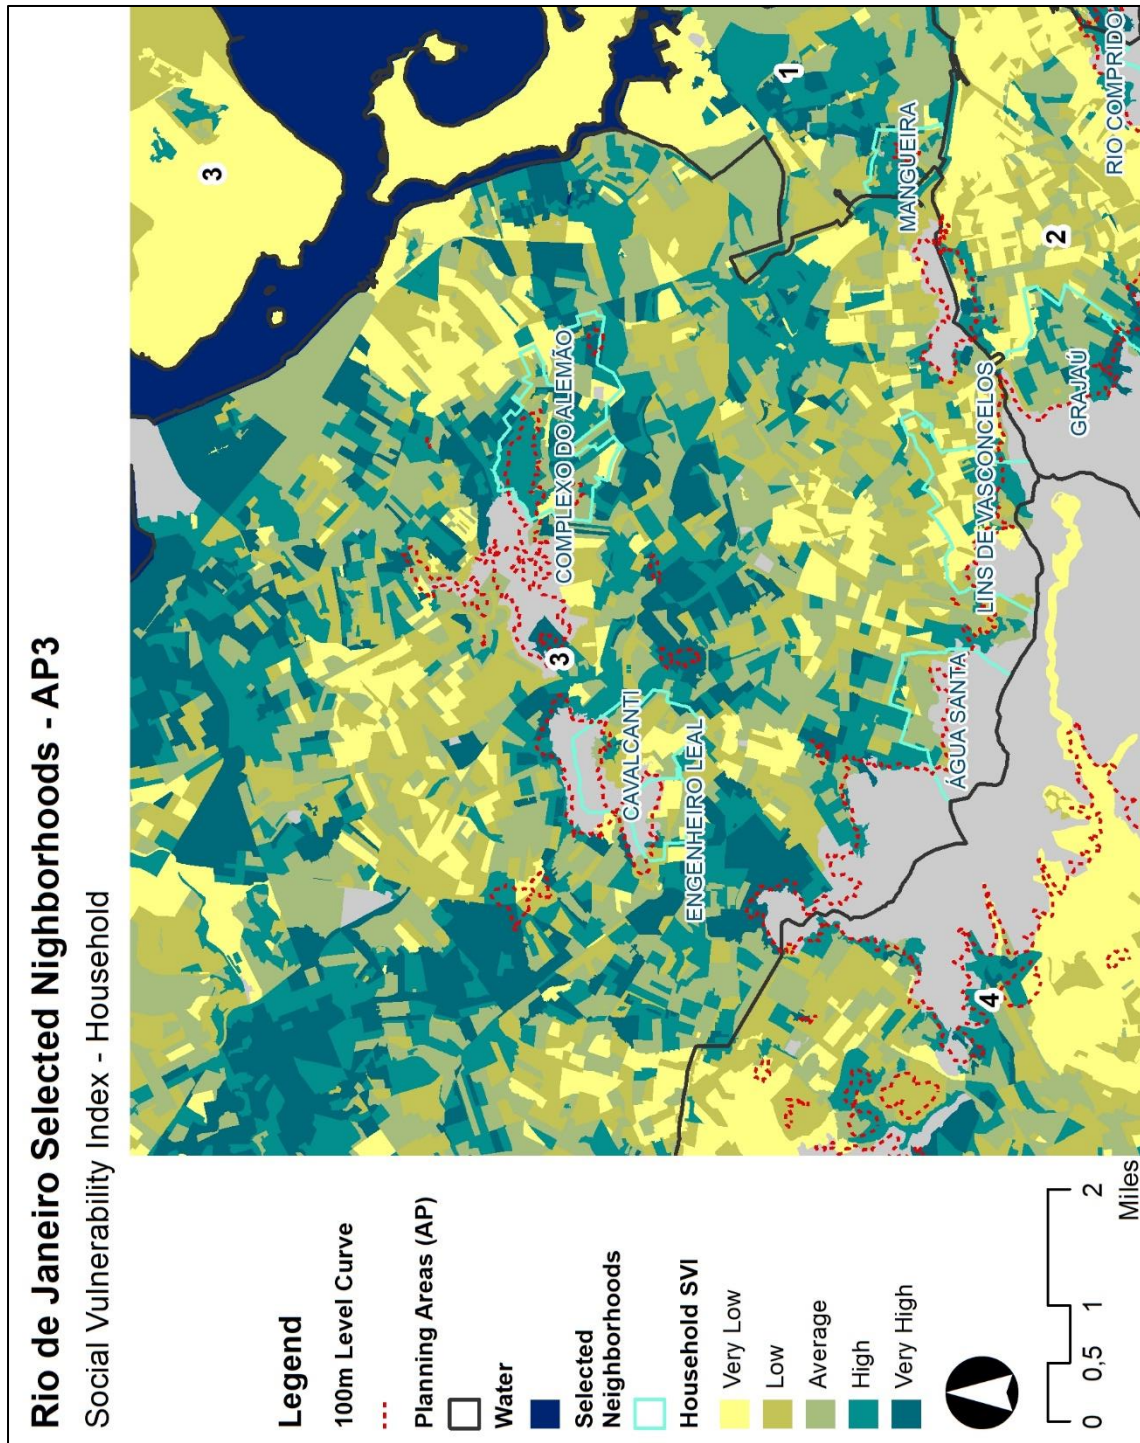 Rio de Janeiro Selected Nighborhoods - AP3
Social Vulnerability Index - Household
Legend
100m Level Curve
Planning Areas (AP)
Water
Selected
Neighborhoods
Household SVI
Very Low
Low
Average
High
Very High
0 0,5 1 2
Miles
3
1
MANGUEIRA
RIO COMPRIDO
2
COMPLEXO DO ALEMÃO
GRAJAÚ
LINS DE VASCONCELOS
3
CAVALCANTI
ÁGUA SANTA
ENGENHEIRO LEAL
4